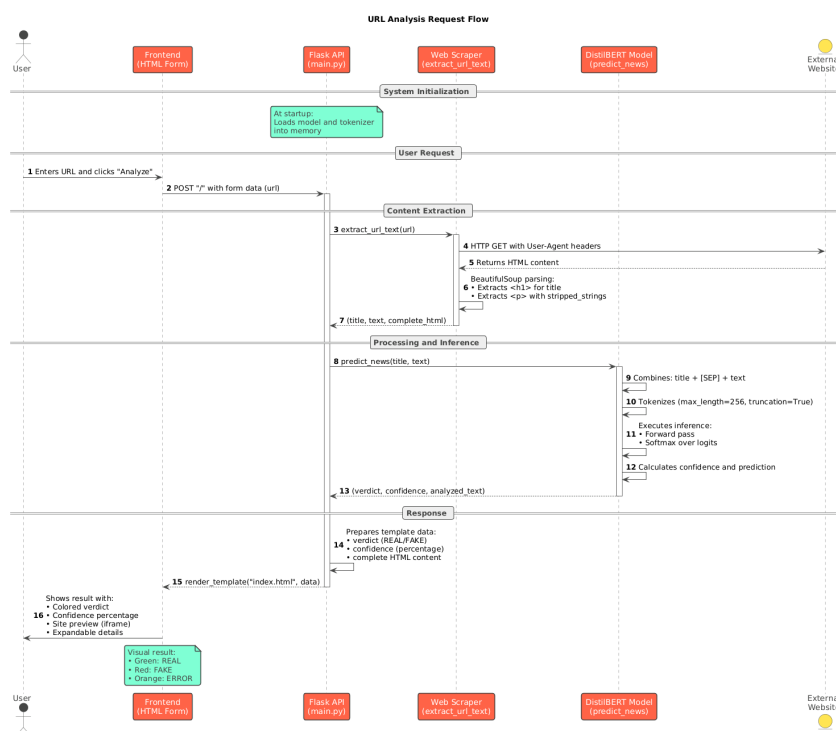 URL Analysis Request Flow
User
Frontend
(HTML Form)
Flask API
(main.py)
Web Scraper
(extract_url_text)
DistilBERT Model
(predict_news)
Externa
Website
System Initialization
At startup:
Loads model and tokenizer
into memory
User Request
1 Enters URL and clicks "Analyze"
2 POST "/" with form data (url)
Content Extraction
3 extract_url_text(url)
4 HTTP GET with User-Agent headers
5 Returns HTML content
BeautifulSoup parsing:
6 • Extracts <h1> for title
• Extracts <p> with stripped_strings
7 (title, text, complete_html)
Processing and Inference
8 predict_news(title, text)
9 Combines: title + [SEP] + text
10 Tokenizes (max_length=256, truncation=True)
Executes inference:
11 • Forward pass
• Softmax over logits
12 Calculates confidence and prediction
13 (verdict, confidence, analyzed_text)
Response
Prepares template data:
• verdict (REAL/FAKE)
14 • confidence (percentage)
• complete HTML content
15 render_template("index.html", data)
Shows result with:
• Colored verdict
16 • Confidence percentage
• Site preview (iframe)
• Expandable details
Visual result:
• Green: REAL
• Red: FAKE
• Orange: ERROR
User
Frontend
(HTML Form)
Flask API
(main.py)
Web Scraper
(extract_url_text)
DistilBERT Model
(predict_news)
Externa
Website